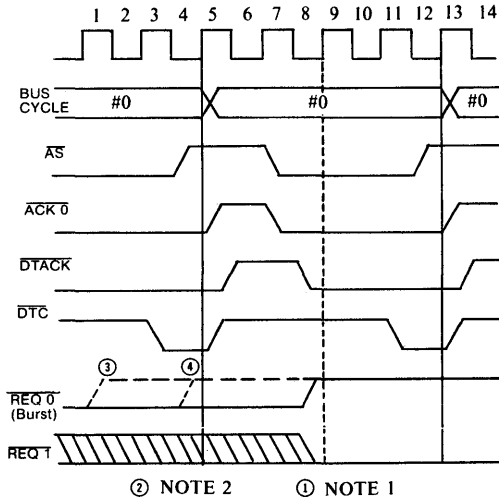 1 2 3 4 5 6 7 8 9 10 11 12 13 14
BUS
CYCLE
#0 #0 #0
AS
ACK 0
DTACK
DTC
③ ④
REQ 0
(Burst)
REQ 1
② NOTE 2 ① NOTE 1